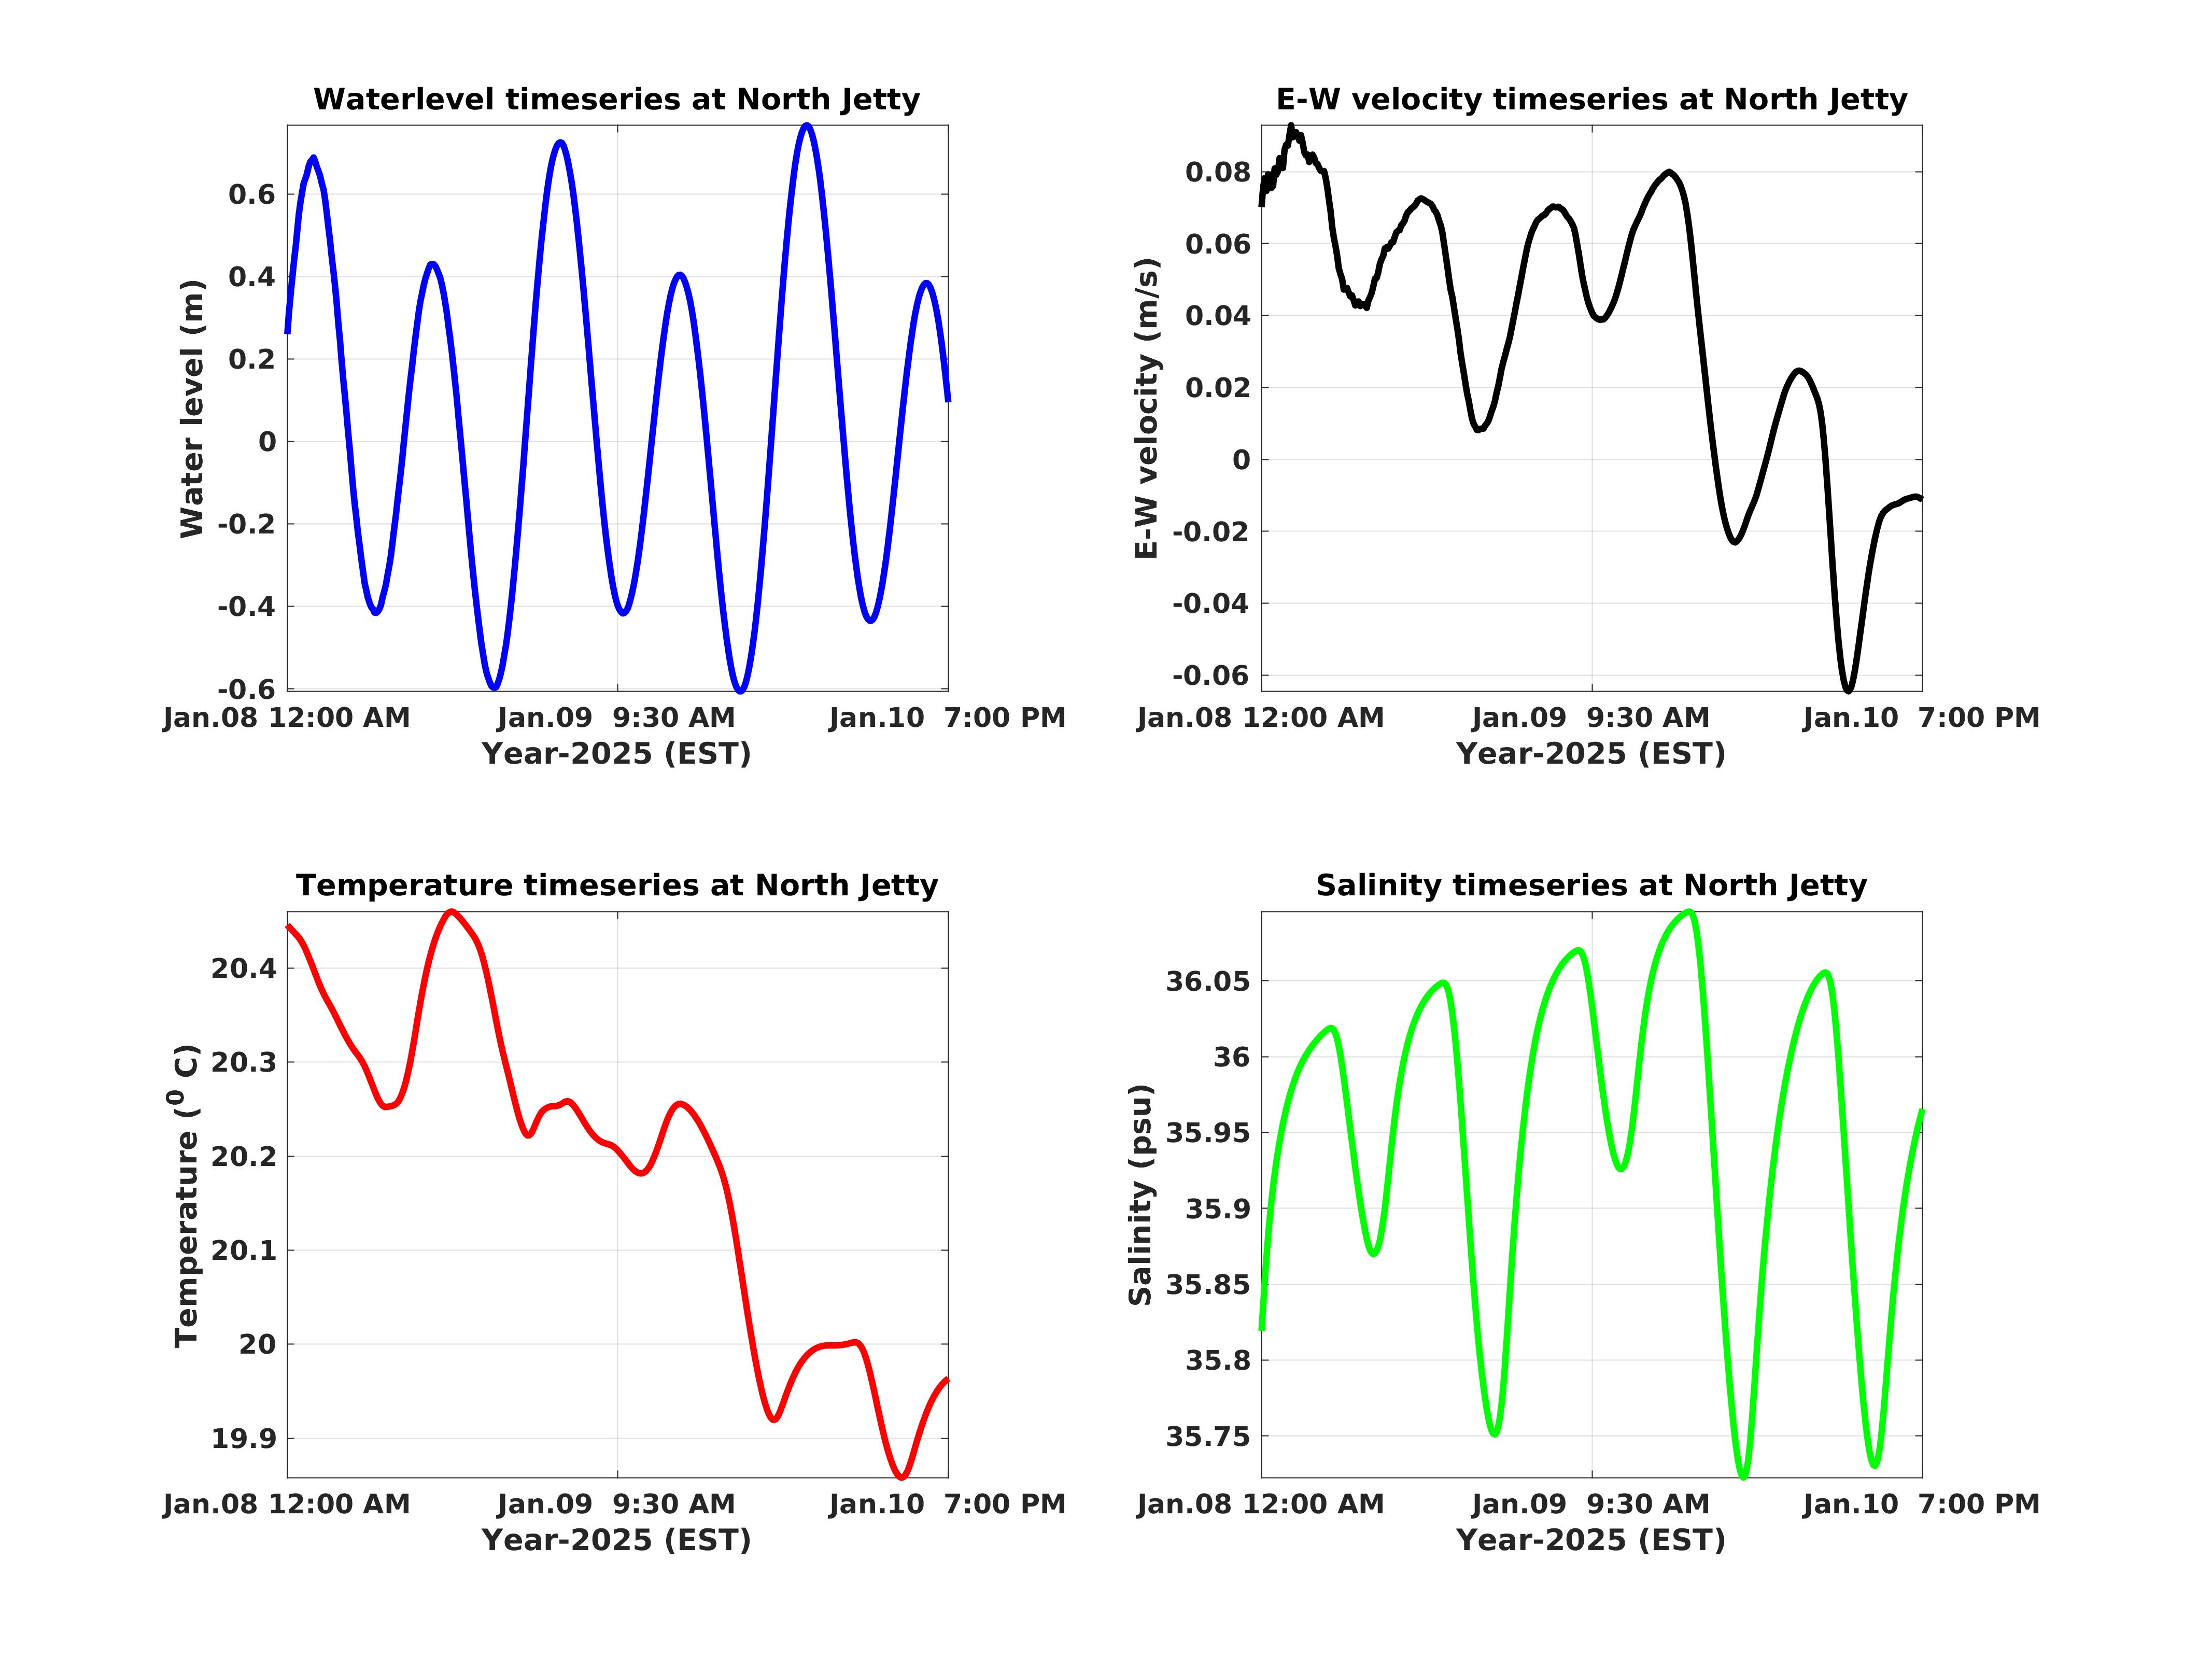 Waterlevel timeseries at North Jetty
Water level (m)
0.6
0.4
0.2
0
-0.2
-0.4
-0.6
Jan.08 12:00 AM
Jan.09  9:30 AM
Jan.10  7:00 PM
Year-2025 (EST)
E-W velocity timeseries at North Jetty
E-W velocity (m/s)
0.08
0.06
0.04
0.02
0
-0.02
-0.04
-0.06
Jan.08 12:00 AM
Jan.09  9:30 AM
Jan.10  7:00 PM
Year-2025 (EST)
Temperature timeseries at North Jetty
Temperature (⁰ C)
20.4
20.3
20.2
20.1
20
19.9
Jan.08 12:00 AM
Jan.09  9:30 AM
Jan.10  7:00 PM
Year-2025 (EST)
Salinity timeseries at North Jetty
Salinity (psu)
36.05
36
35.95
35.9
35.85
35.8
35.75
Jan.08 12:00 AM
Jan.09  9:30 AM
Jan.10  7:00 PM
Year-2025 (EST)